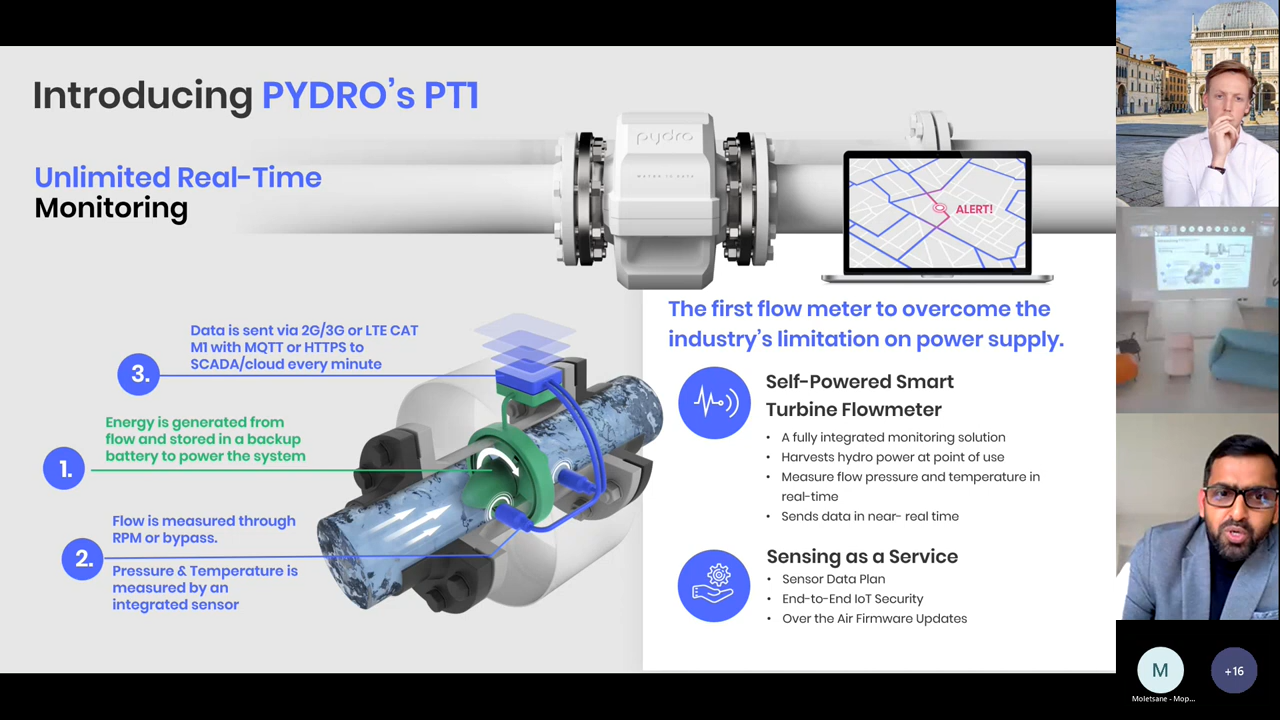 Introducing PYDRO's PT1
Unlimited Real-Time
Monitoring
pydro
ALERT!
3.
Data is sent via 2G/3G or LTE CAT
M1 with MQTT or HTTPS to
SCADA/cloud every minute
1.
Energy is generated from
flow and stored in a backup
battery to power the system
2.
Flow is measured through
RPM or bypass.
Pressure & Temperature is
measured by an
integrated sensor
The first flow meter to overcome the
industry's limitation on power supply.
Self-Powered Smart
Turbine Flowmeter
• A fully integrated monitoring solution
• Harvests hydro power at point of use
• Measure flow pressure and temperature in
real-time
• Sends data in near- real time
Sensing as a Service
• Sensor Data Plan
• End-to-End IoT Security
• Over the Air Firmware Updates
M
+16
Moletsane - Mop...